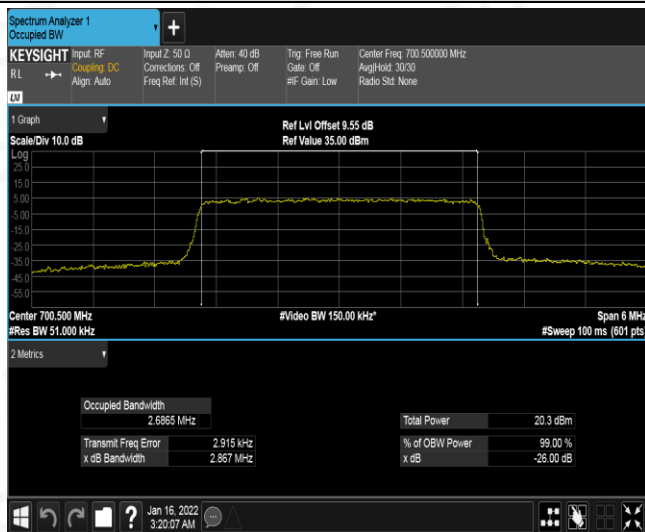 Spectrum Analyzer 1
Occupied BW
+
KEYSIGHT
Input: RF
Input Z: 50 Ω
Atten: 40 dB
Trig: Free Run
Center Freq: 700.500000 MHz
RL
Coupling: DC
Corrections: Off
Preamp: Off
Gate: Off
Avg|Hold: 30/30
Align: Auto
Freq Ref: Int (S)
#IF Gain: Low
Radio Std: None
LXI
1 Graph
Ref Lvl Offset 9.55 dB
Scale/Div 10.0 dB
Ref Value 35.00 dBm
Log
25.0
15.0
5.00
-5.00
-15.0
-25.0
-35.0
-45.0
-55.0
Center 700.500 MHz
#Video BW 150.00 kHz*
Span 6 MHz
#Res BW 51.000 kHz
#Sweep 100 ms (601 pts)
2 Metrics
Occupied Bandwidth
2.6865 MHz
Total Power
20.3 dBm
Transmit Freq Error
2.915 kHz
% of OBW Power
99.00 %
x dB Bandwidth
2.867 MHz
x dB
-26.00 dB
?
Jan 16, 2022
3:20:07 AM